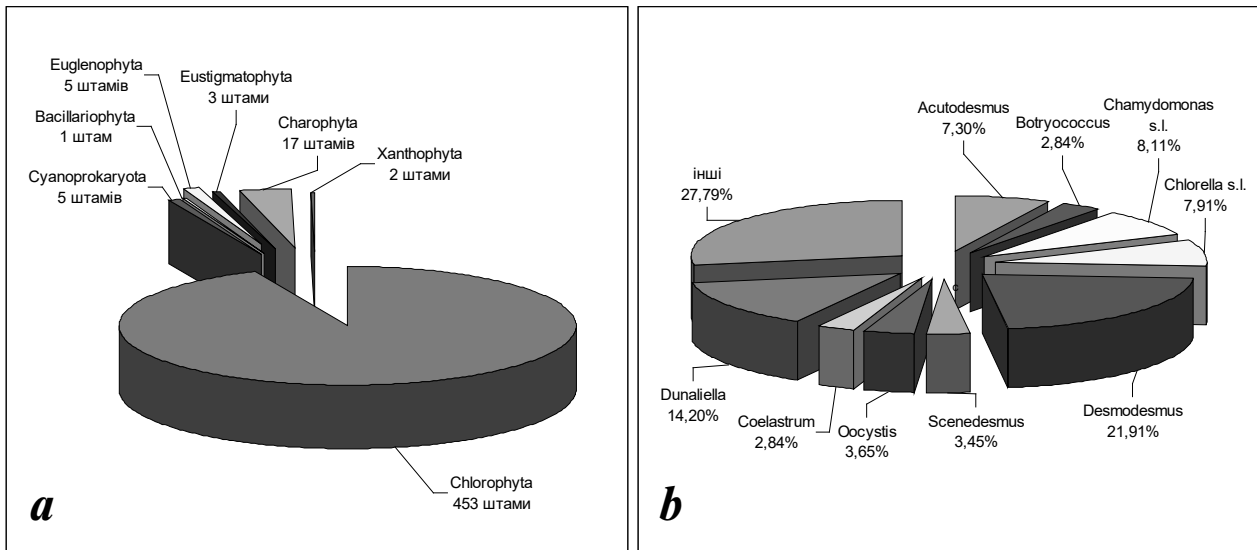 Euglenophyta
5 штамів
Eustigmatophyta
3 штами
Bacillariophyta
1 штам
Charophyta
17 штамів
Xanthophyta
2 штами
Cyanoprokaryota
5 штамів
Chlorophyta
453 штами
a
Acutodesmus
7,30%
Botryococcus
2,84%
Chamydomonas
s.l.
8,11%
Chlorella s.l.
7,91%
інші
27,79%
c
Dunaliella
14,20%
Coelastrum
2,84%
Oocystis
3,65%
Scenedesmus
3,45%
Desmodesmus
21,91%
b